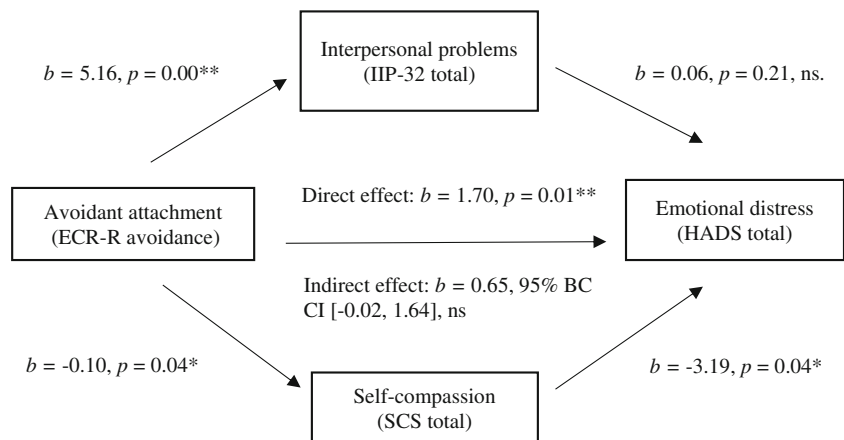 Interpersonal problems
(IIP-32 total)
b = 5.16, p = 0.00**
b = 0.06, p = 0.21, ns.
Avoidant attachment
(ECR-R avoidance)
Direct effect: b = 1.70, p = 0.01**
Indirect effect: b = 0.65, 95% BC
CI [-0.02, 1.64], ns
Emotional distress
(HADS total)
b = -0.10, p = 0.04*
b = -3.19, p = 0.04*
Self-compassion
(SCS total)